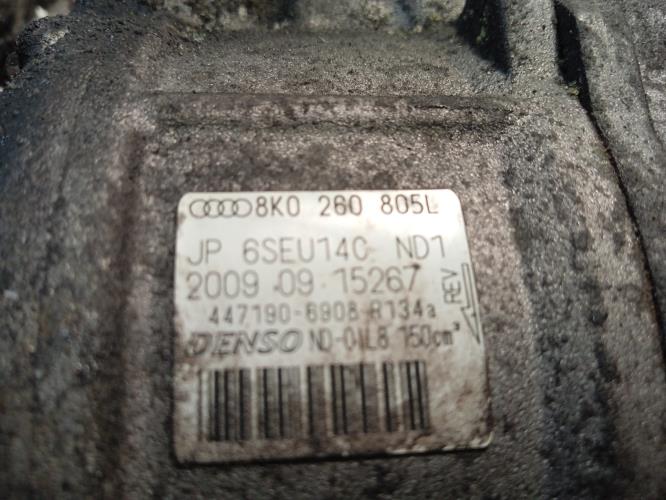 8K0 260 805L
JP 6SEU14C ND1
2009 09 15267
447190-6908 R134a
DENSO ND-OIL8 150cm³
REV